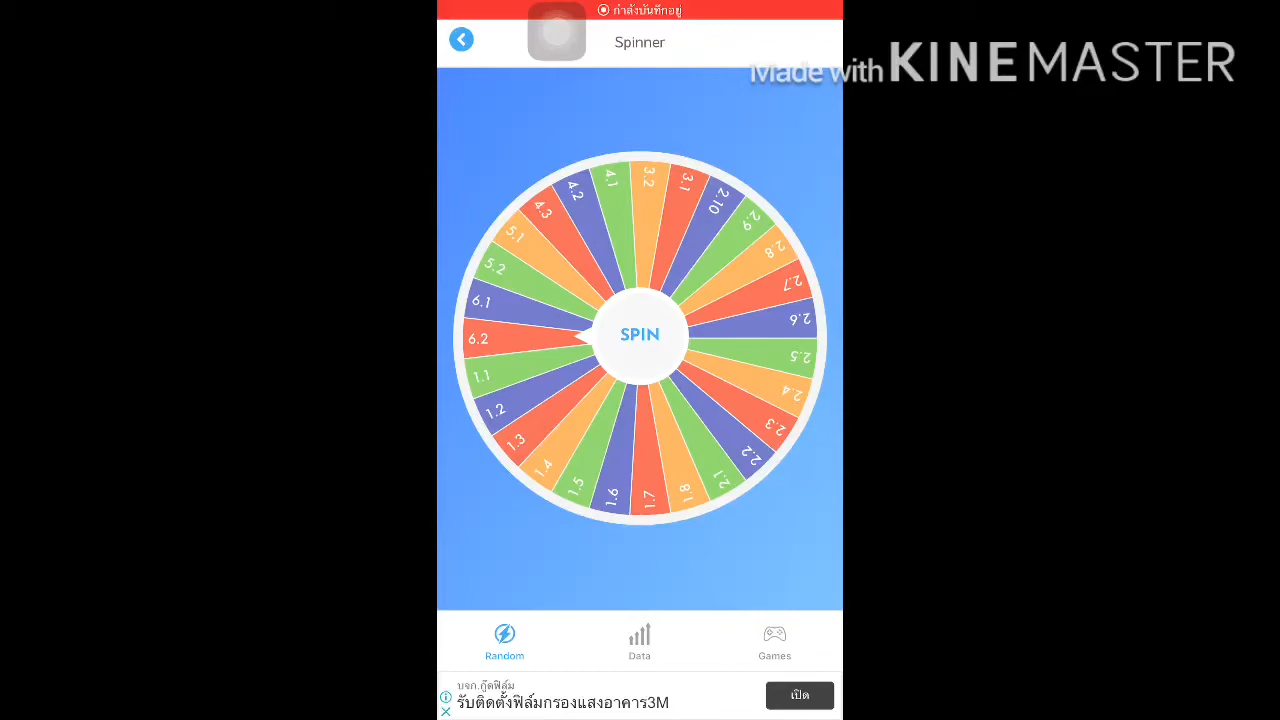 กำลังบันทึกอยู่
Spinner
Made with KINEMASTER
3.2
3.1
2.10
2.9
2.8
2.7
2.6
2.5
2.4
2.3
2.2
2.1
1.8
1.7
1.6
1.5
1.4
1.3
1.2
1.1
6.2
6.1
5.2
5.1
4.3
4.2
4.1
SPIN
Random
Data
Games
บจก.กู๊ดฟิล์ม
รับติดตั้งฟิล์มกรองแสงอาคาร3M
เปิด